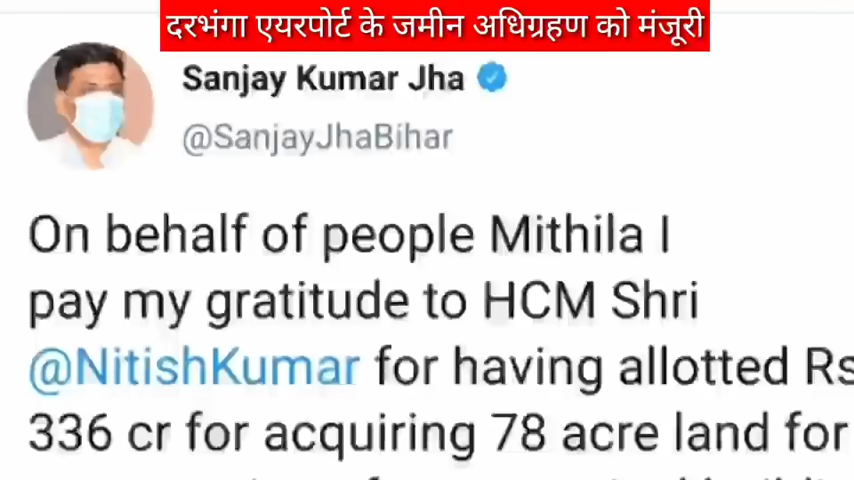 दरभंगा एयरपोर्ट के जमीन अधिग्रहण को मंजूरी
Sanjay Kumar Jha
@SanjayJhaBihar
On behalf of people Mithila I
pay my gratitude to HCM Shri
@NitishKumar for having allotted Rs
336 cr for acquiring 78 acre land for